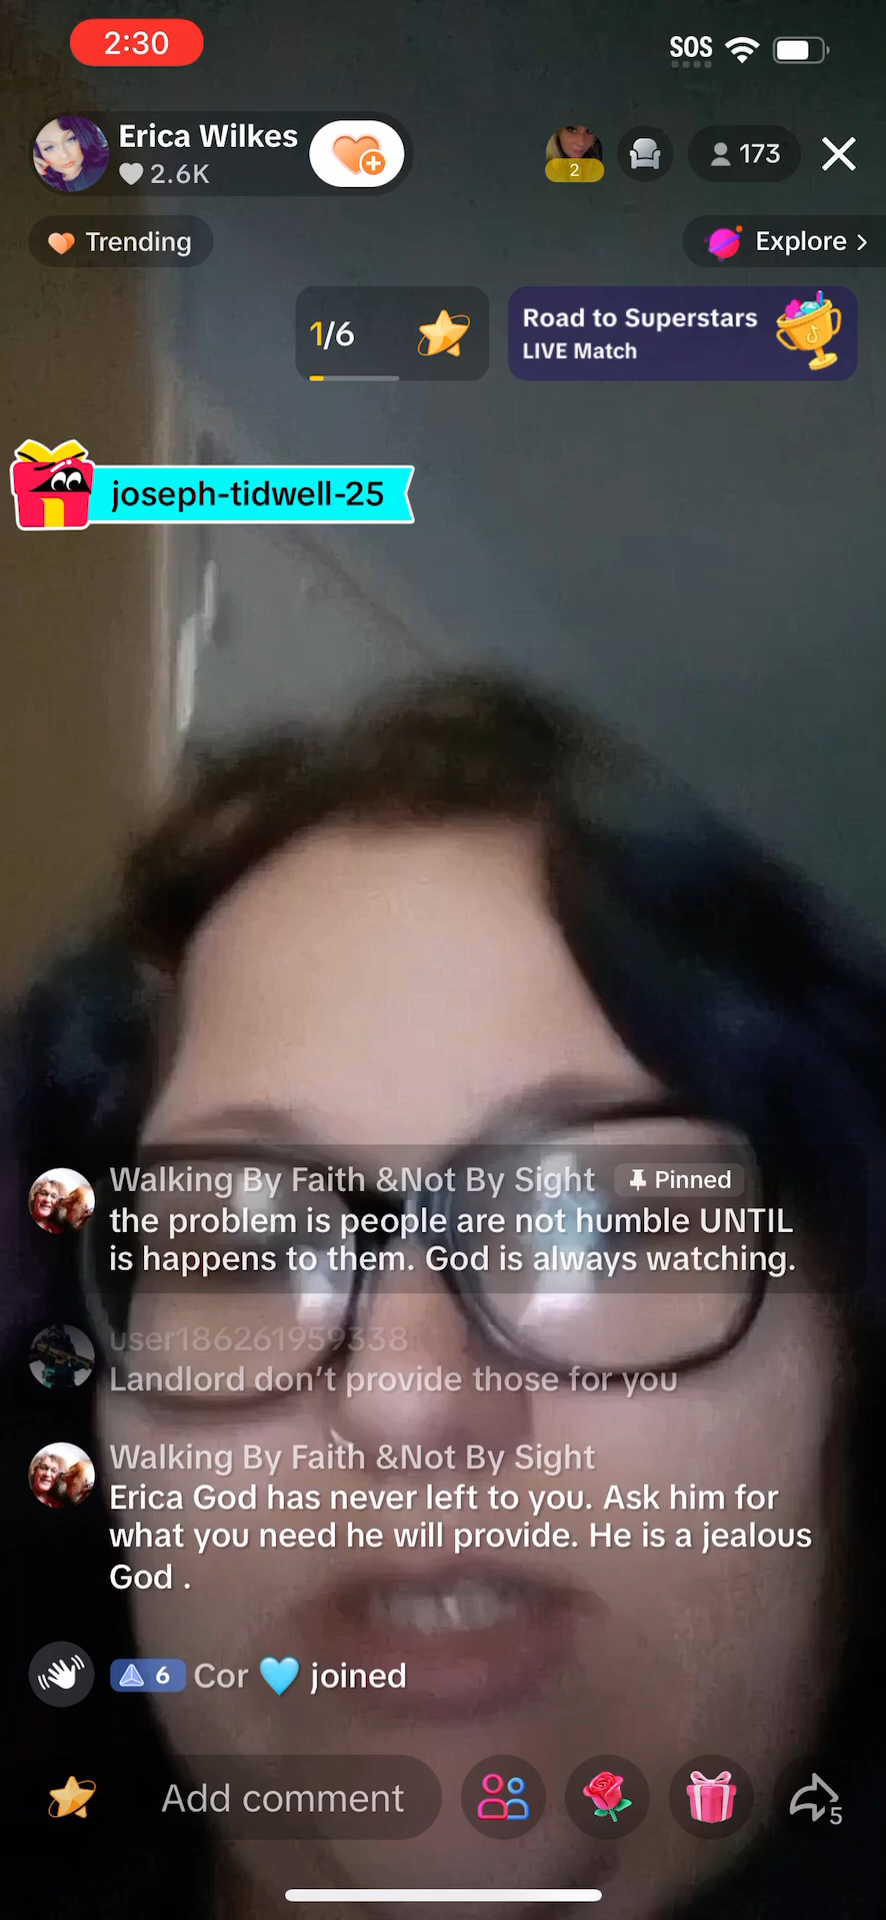 2:30
SOS
Erica Wilkes
2.6K
2
173
Trending
Explore >
1/6
Road to Superstars
LIVE Match
joseph-tidwell-25
Walking By Faith &Not By Sight Pinned
the problem is people are not humble UNTIL
is happens to them. God is always watching.
user186261959338
Landlord don't provide those for you
Walking By Faith &Not By Sight
Erica God has never left to you. Ask him for
what you need he will provide. He is a jealous
God .
6 Cor 🩵 joined
Add comment
5